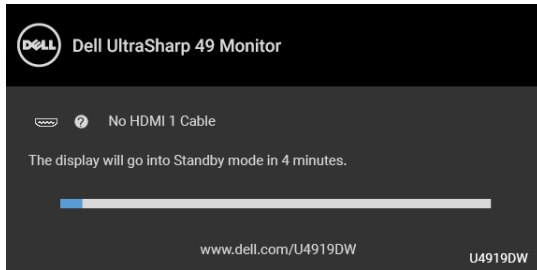 DELL
Dell UltraSharp 49 Monitor
? No HDMI 1 Cable
The display will go into Standby mode in 4 minutes.
www.dell.com/U4919DW
U4919DW